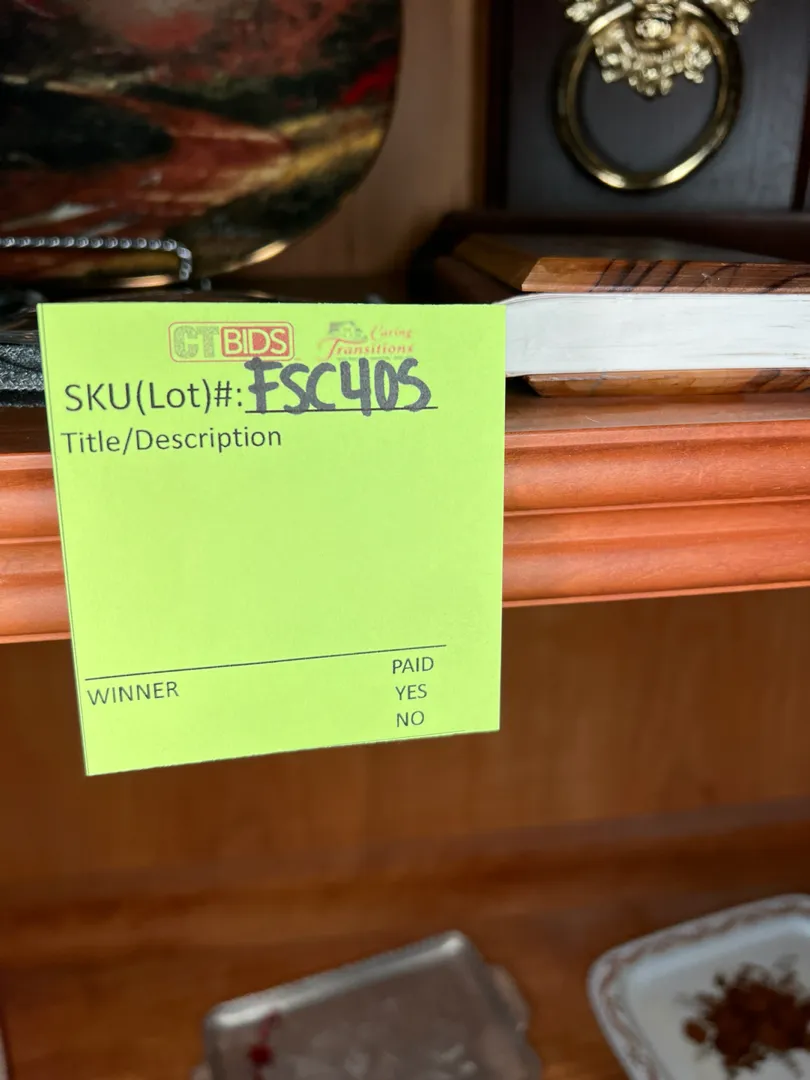 CTBIDS Caring Transitions
SKU(Lot)#: FSC405
Title/Description
PAID
WINNER YES
NO